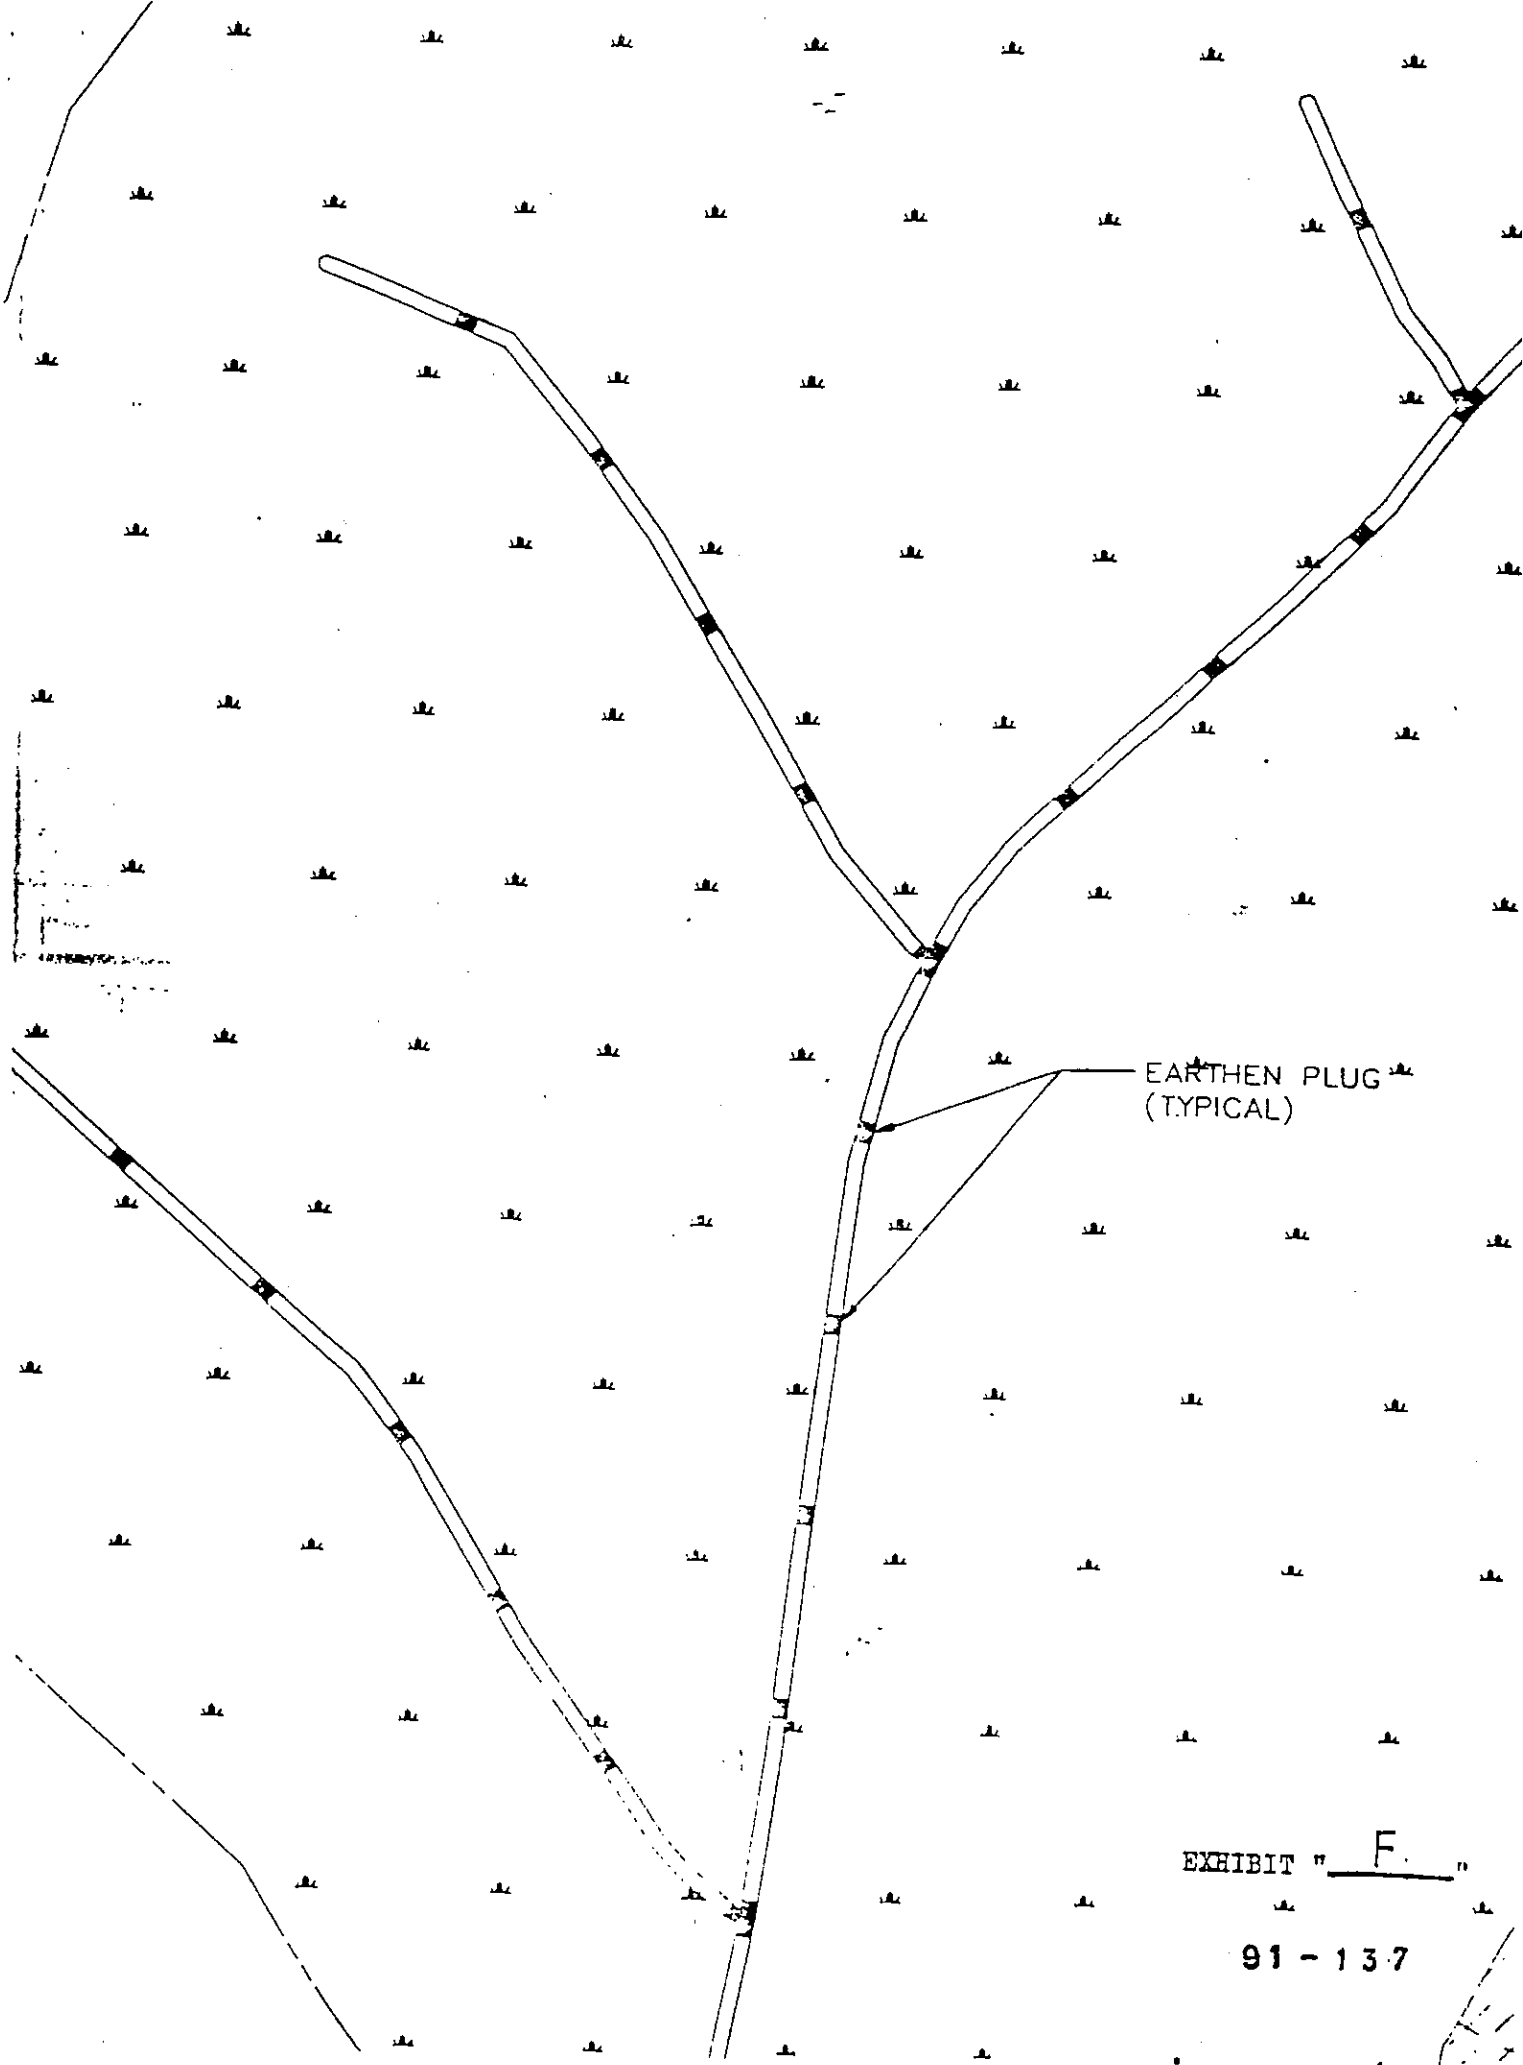 EARTHEN PLUG
(TYPICAL)
EXHIBIT " F "
91-137